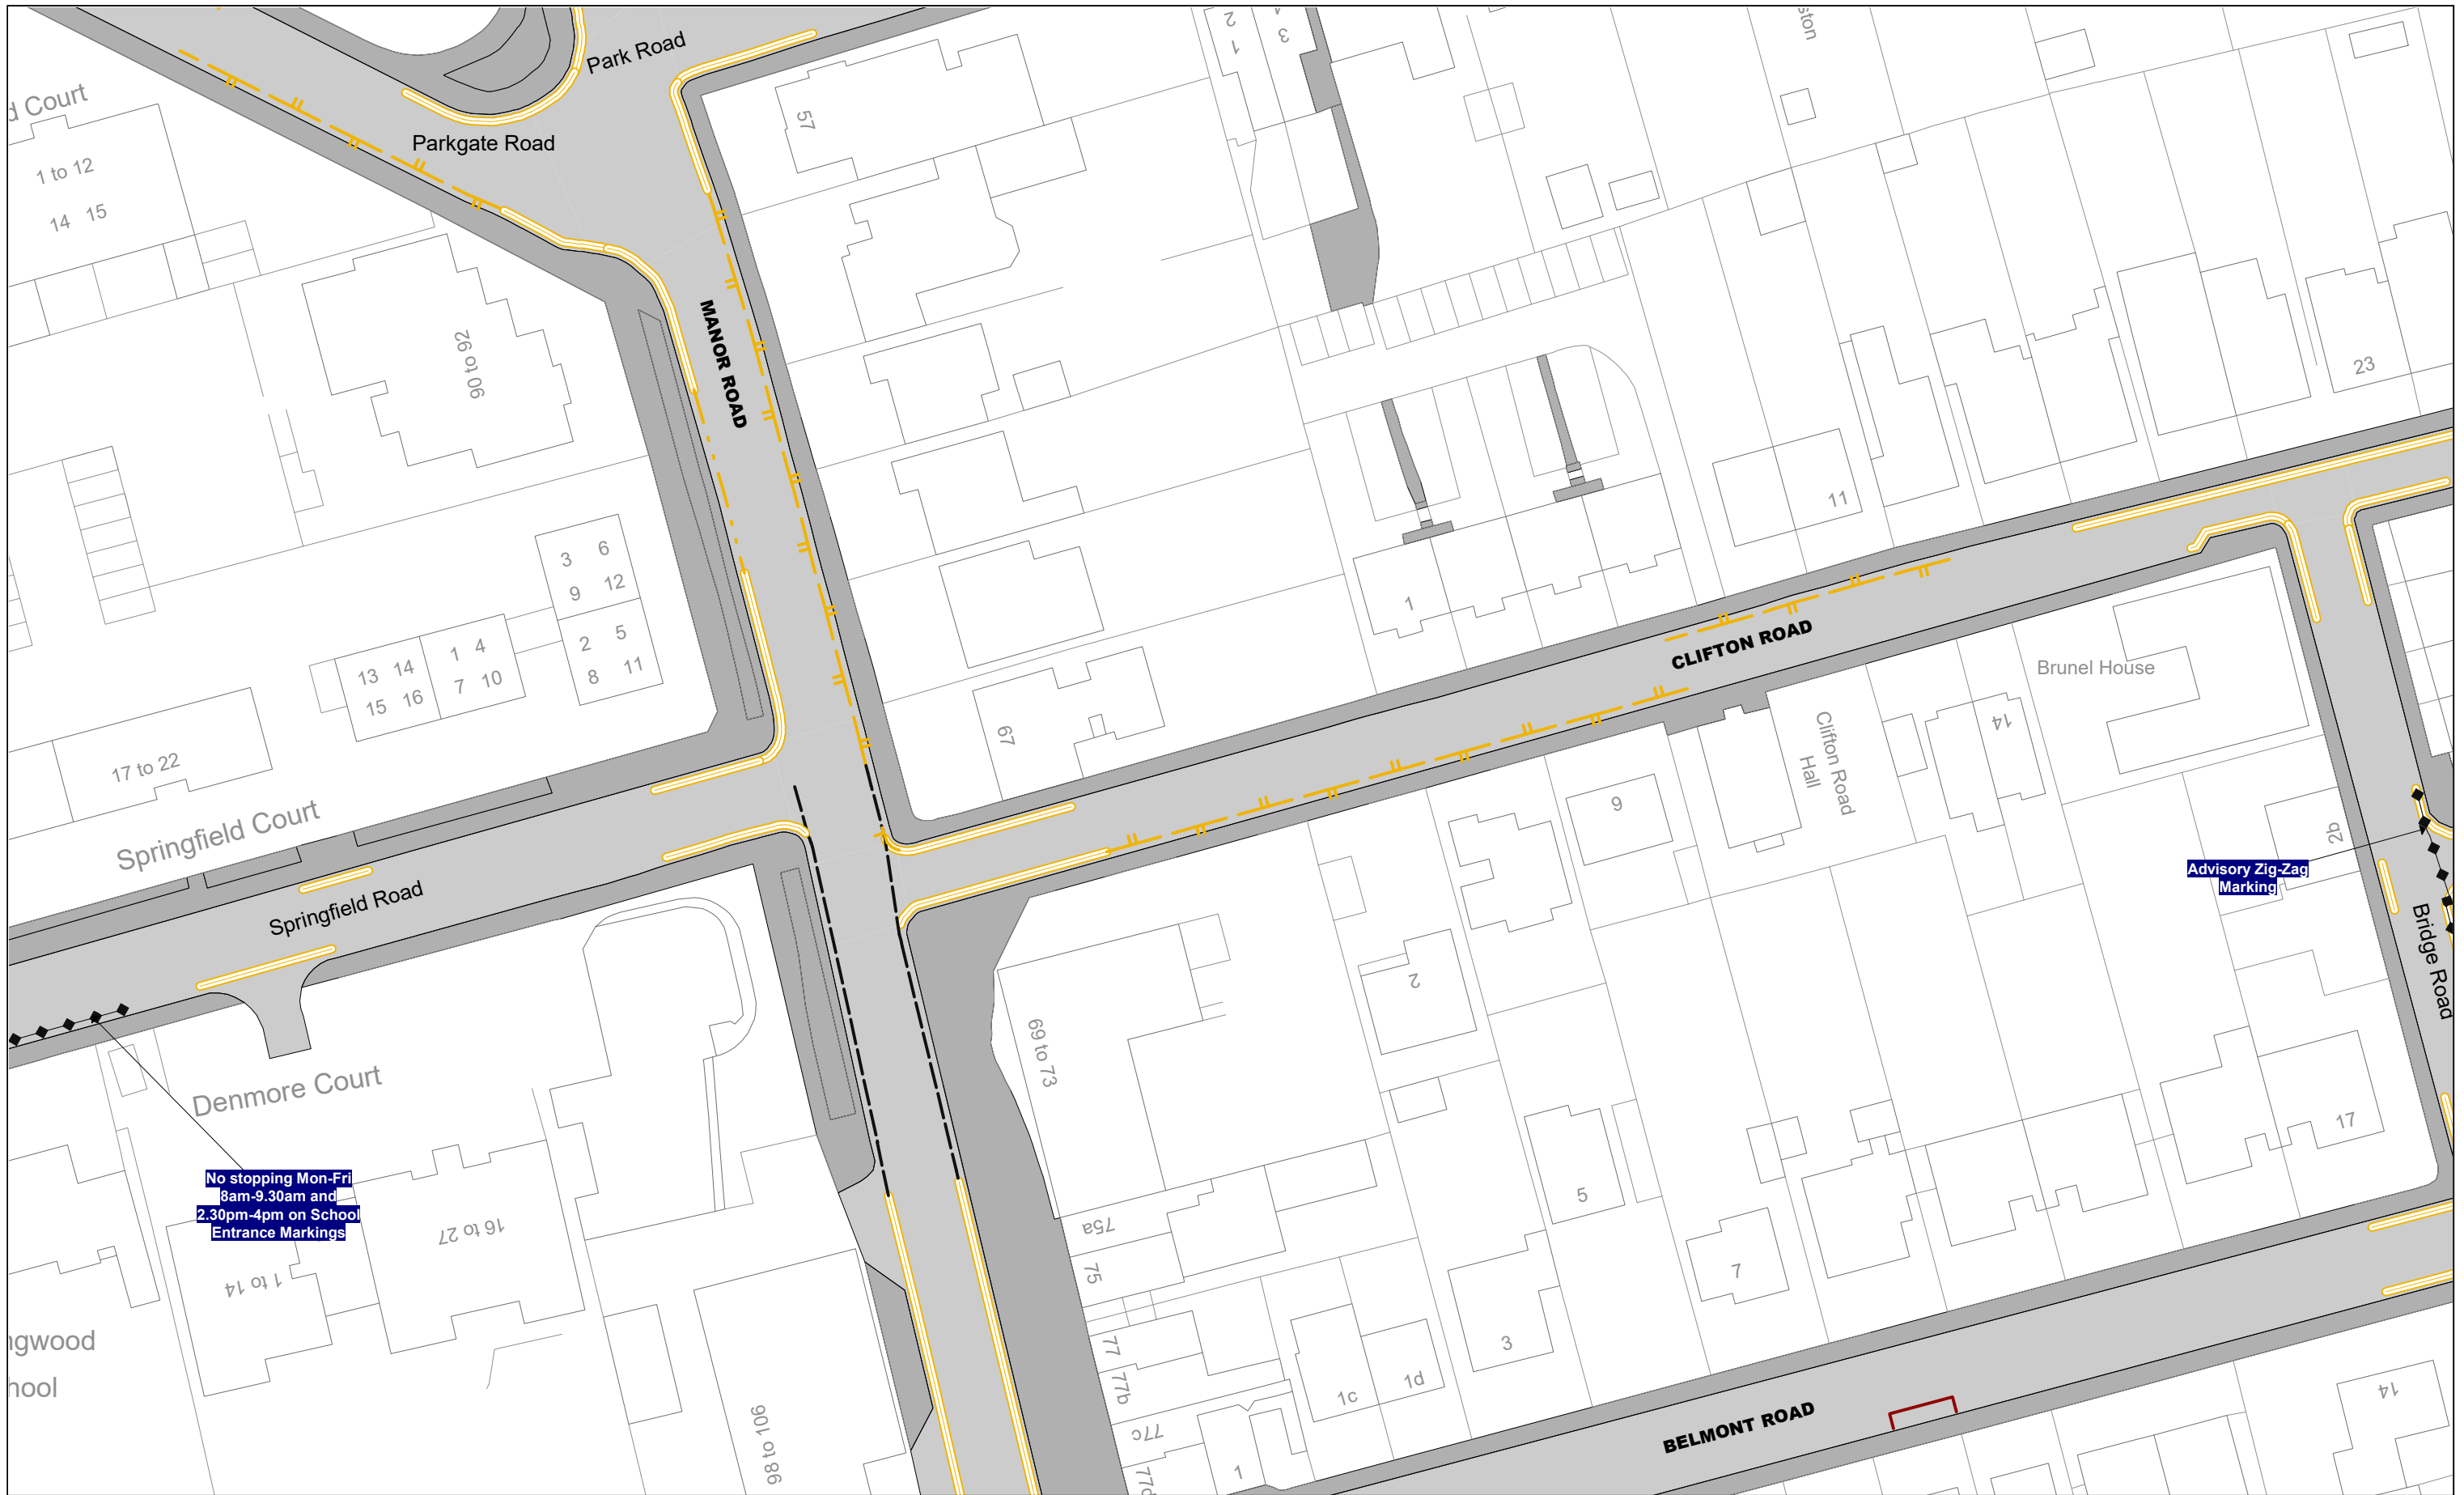 Park Road
Parkgate Road
MANOR ROAD
CLIFTON ROAD
Springfield Road
Bridge Road
BELMONT ROAD
Court
1 to 12
14 15
57
2
1
3
90 to 92
3 6
9 12
2 5
8 11
13 14
15 16
1 4
7 10
17 to 22
Springfield Court
67
1
11
23
Brunel House
Clifton Road
Hall
14
9
2b
2
Advisory Zig-Zag
Marking
69 to 73
Denmore Court
No stopping Mon-Fri
8am-9.30am and
2.30pm-4pm on School
Entrance Markings
16 to 27
1 to 14
75a
75
77
77b
77c
77d
5
7
17
3
1c
1d
1
98 to 106
14